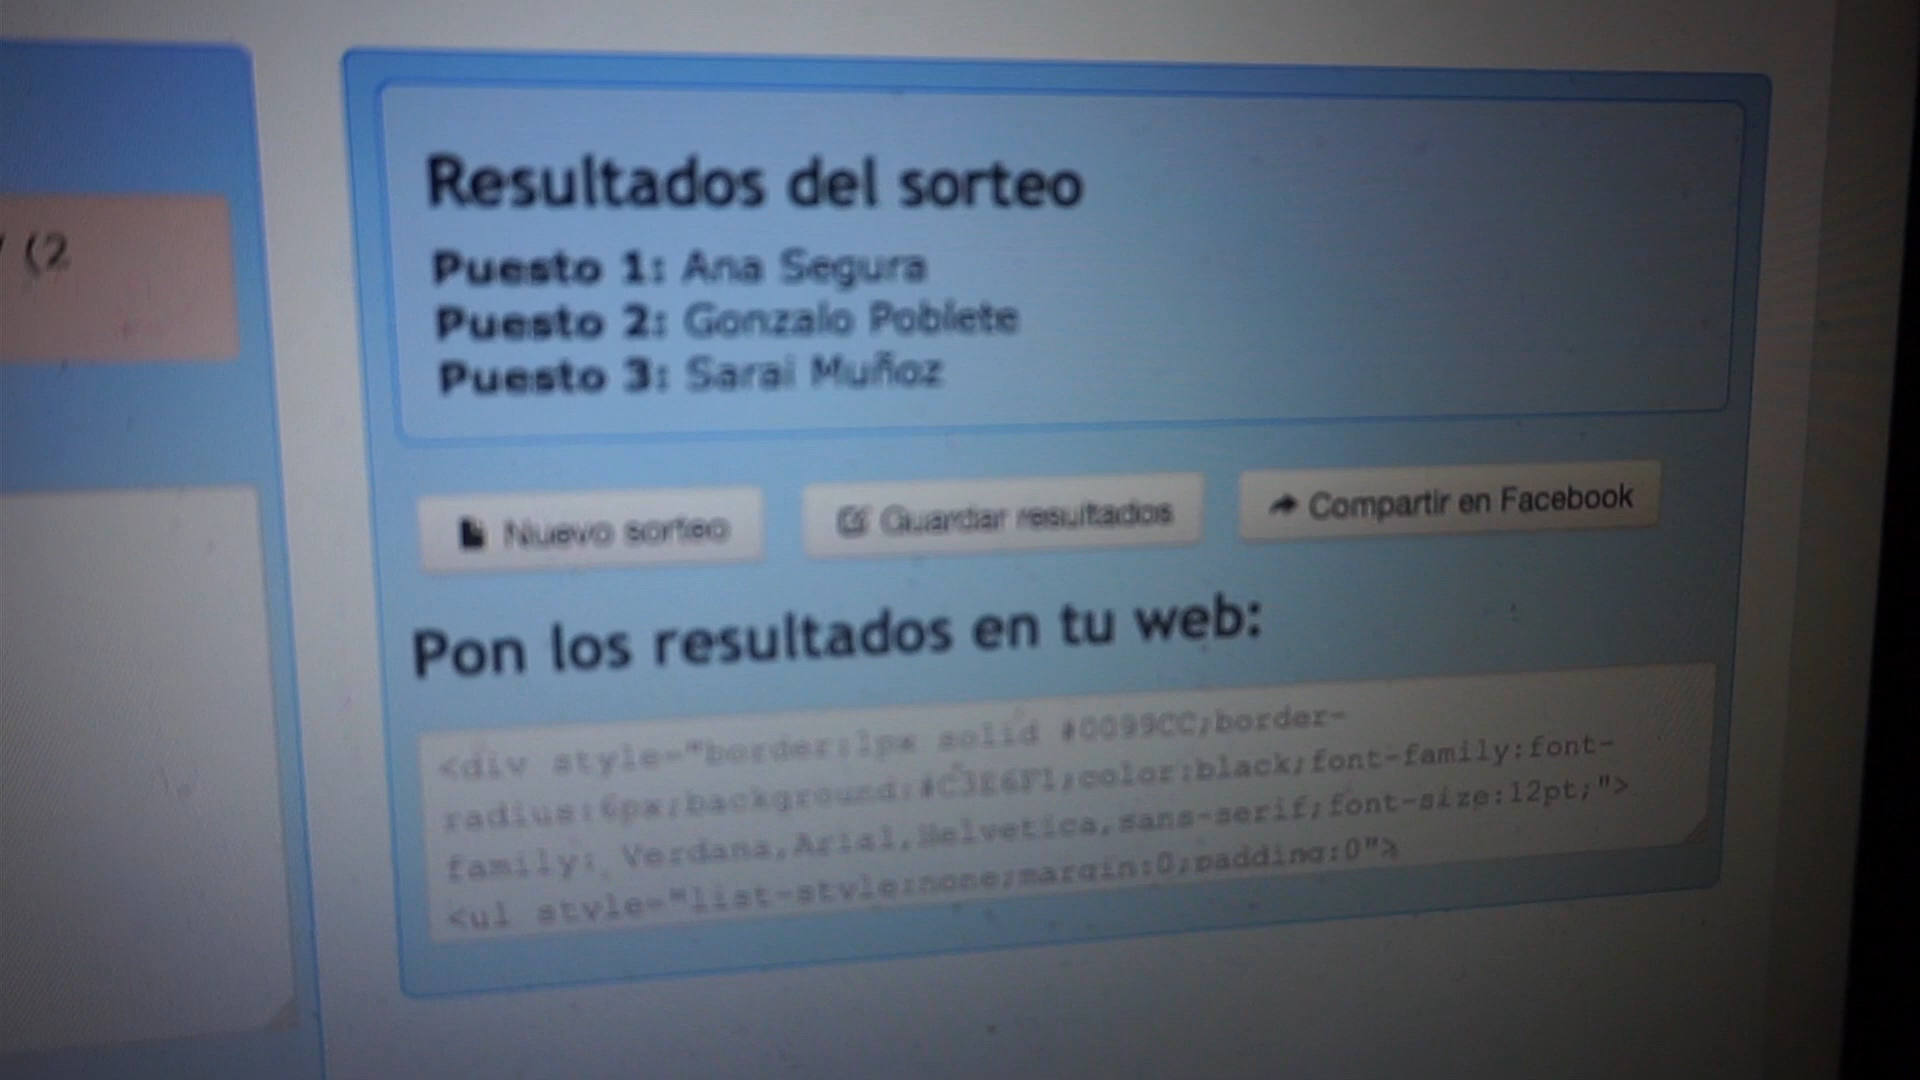 (2
Resultados del sorteo
Puesto 1: Ana Segura
Puesto 2: Gonzalo Poblete
Puesto 3: Sarai Muñoz
Nuevo sorteo
Guardar resultados
Compartir en Facebook
Pon los resultados en tu web:
<div style="border:1px solid #0099CC;border-
radius:6px;background:#C3E6F1;color:black;font-family:font-
family: Verdana,Arial,Helvetica,sans-serif;font-size:12pt;">
<ul style="list-style:none;margin:0;padding:0">